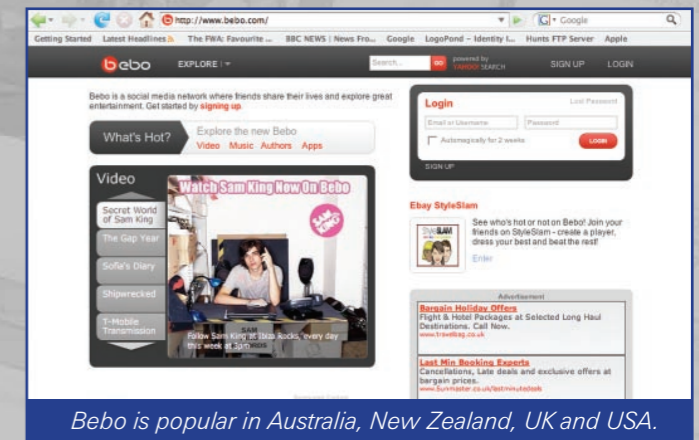 http://www.bebo.com/
Google
Getting Started Latest Headlines The FWA: Favourite ... BBC NEWS | News Fro... Google LogoPond – Identity I... Hunts FTP Server Apple
bebo EXPLORE Search... GO powered by YAHOO! SEARCH SIGN UP LOGIN
Bebo is a social media network where friends share their lives and explore great
entertainment. Get started by signing up.
What's Hot?
Explore the new Bebo
Video Music Authors Apps
Login Lost Password
Email or Username Password
Automagically for 2 weeks LOGIN
SIGN UP
Video
Secret World
of Sam King
The Gap Year
Sofia's Diary
Shipwrecked
T-Mobile
Transmission
Watch Sam King Now On Bebo
SAM
KING
SAM
Follow Sam King at Ibiza Rocks, every day
this week at 3pm
Ebay StyleSlam
See who's hot or not on Bebo! Join your
friends on StyleSlam - create a player,
dress your best and beat the rest!
Enter
Advertisement
Bargain Holiday Offers
Flight & Hotel Packages at Selected Long Haul
Destinations. Call Now.
www.travelbag.co.uk
Last Min Booking Experts
Cancellations, Late deals and exclusive offers at
bargain prices.
www.Sunmaster.co.uk/lastminutedeals
Bebo is popular in Australia, New Zealand, UK and USA.